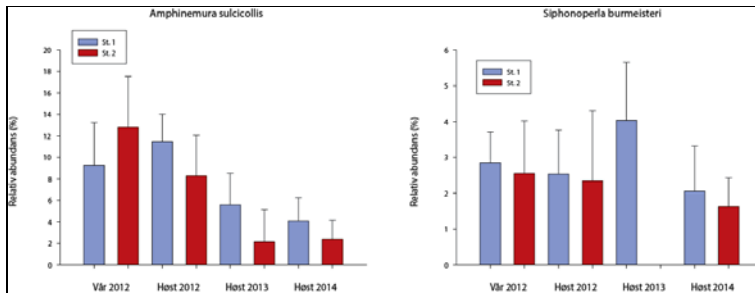 Amphinemura sulcicollis
20
18
16
14
12
10
8
6
4
2
0
Relativ abundans (%)
St. 1
St. 2
Vår 2012 Høst 2012 Høst 2013 Høst 2014
Siphonoperla burmeisteri
6
5
4
3
2
1
0
Relativ abundans (%)
St. 1
St. 2
Vår 2012 Høst 2012 Høst 2013 Høst 2014